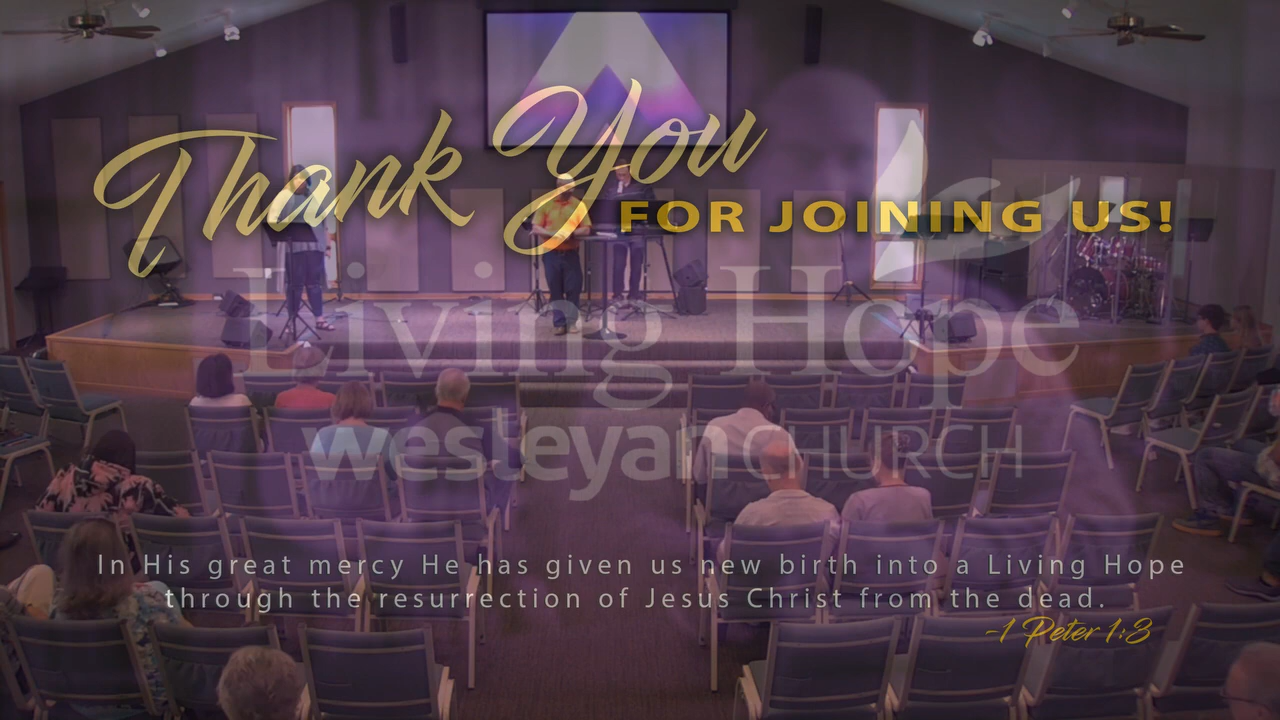 Thank You
FOR JOINING US!
Living Hope
wesleyan CHURCH
In His great mercy He has given us new birth into a Living Hope
through the resurrection of Jesus Christ from the dead.
-1 Peter 1:3